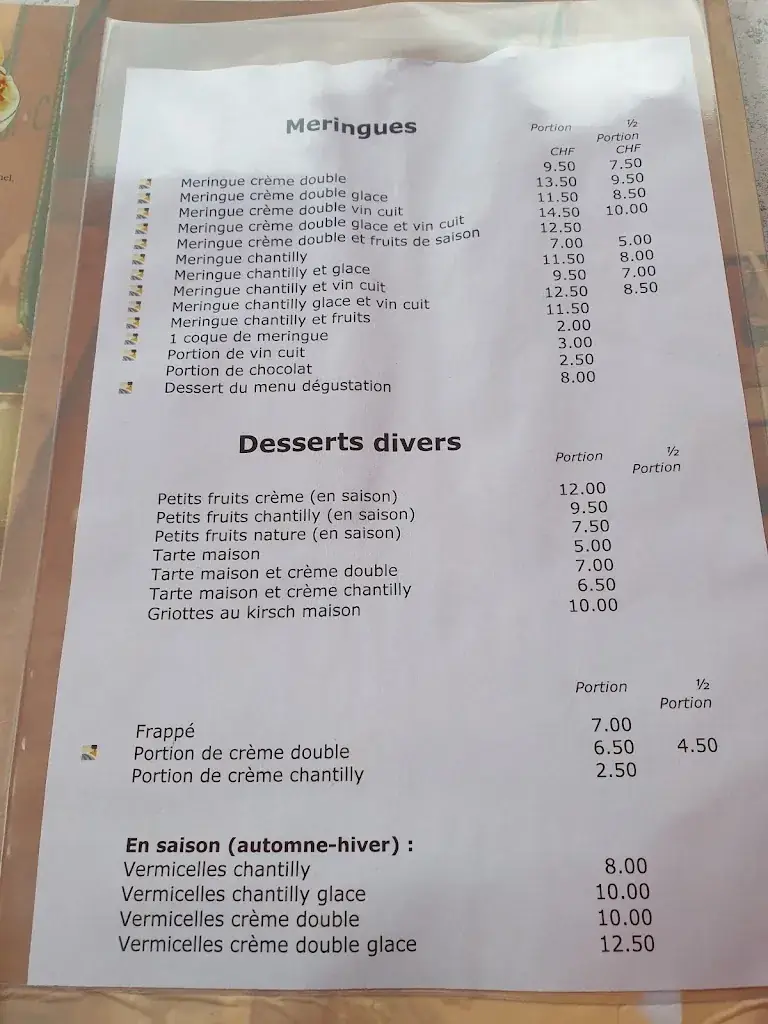 Meringues
Portion ½ Portion
CHF CHF
Meringue crème double 9.50 7.50
Meringue crème double glace 13.50 9.50
Meringue crème double vin cuit 11.50 8.50
Meringue crème double glace et vin cuit 14.50 10.00
Meringue crème double et fruits de saison 12.50
Meringue chantilly 7.00 5.00
Meringue chantilly et glace 11.50 8.00
Meringue chantilly et vin cuit 9.50 7.00
Meringue chantilly glace et vin cuit 12.50 8.50
Meringue chantilly et fruits 11.50
1 coque de meringue 2.00
Portion de vin cuit 3.00
Portion de chocolat 2.50
Dessert du menu dégustation 8.00
Desserts divers
Portion ½ Portion
Petits fruits crème (en saison) 12.00
Petits fruits chantilly (en saison) 9.50
Petits fruits nature (en saison) 7.50
Tarte maison 5.00
Tarte maison et crème double 7.00
Tarte maison et crème chantilly 6.50
Griottes au kirsch maison 10.00
Portion ½ Portion
Frappé 7.00
Portion de crème double 6.50 4.50
Portion de crème chantilly 2.50
En saison (automne-hiver) :
Vermicelles chantilly 8.00
Vermicelles chantilly glace 10.00
Vermicelles crème double 10.00
Vermicelles crème double glace 12.50